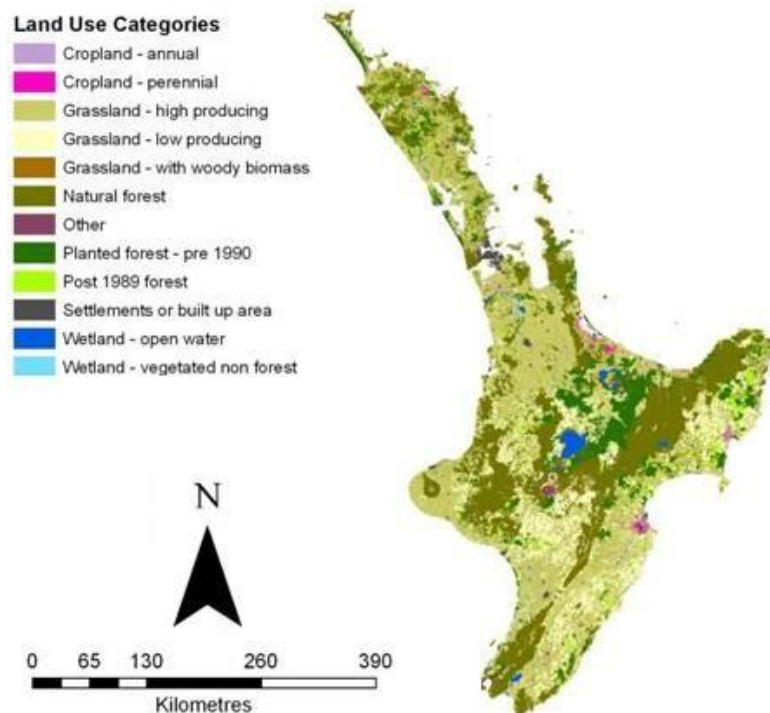 Land Use Categories
Cropland - annual
Cropland - perennial
Grassland - high producing
Grassland - low producing
Grassland - with woody biomass
Natural forest
Other
Planted forest - pre 1990
Post 1989 forest
Settlements or built up area
Wetland - open water
Wetland - vegetated non forest
N
0 65 130 260 390
Kilometres